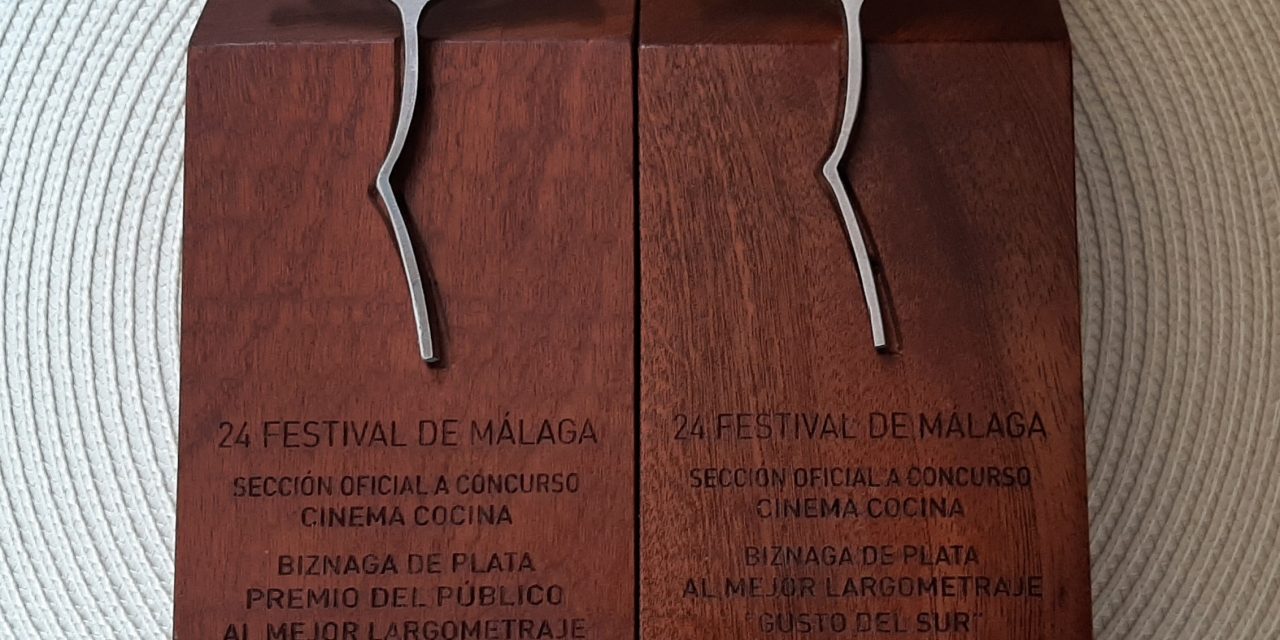 24 FESTIVAL DE MÁLAGA
SECCIÓN OFICIAL A CONCURSO
CINEMA COCINA
BIZNAGA DE PLATA
PREMIO DEL PÚBLICO
AL MEJOR LARGOMETRAJE
24 FESTIVAL DE MÁLAGA
SECCIÓN OFICIAL A CONCURSO
CINEMA COCINA
BIZNAGA DE PLATA
AL MEJOR LARGOMETRAJE
"GUSTO DEL SUR"